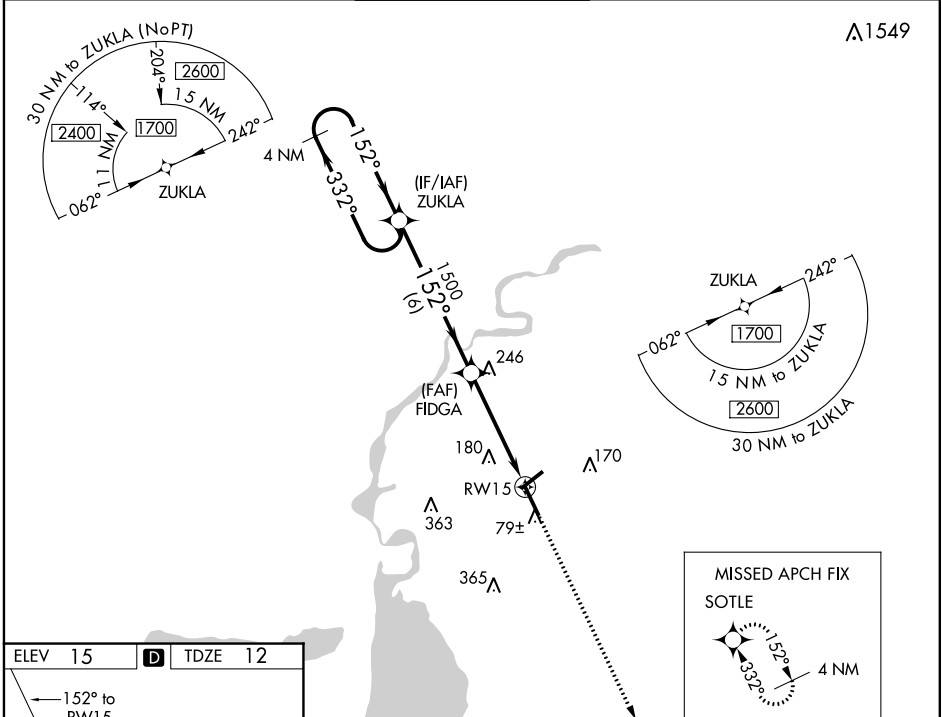 1549
30 NM to ZUKLA (NoPT)
204°
2600
114°
15 NM
2400
1700
242°
11 NM
062°
ZUKLA
4 NM
152°
332°
(IF/IAF)
ZUKLA
1500
152°
(6)
ZUKLA
242°
062°
1700
15 NM to ZUKLA
2600
30 NM to ZUKLA
246
(FAF)
FIDGA
180
170
RW15
363
79±
365
MISSED APCH FIX
SOTLE
152°
332°
4 NM
ELEV 15 D TDZE 12
152° to
RW15